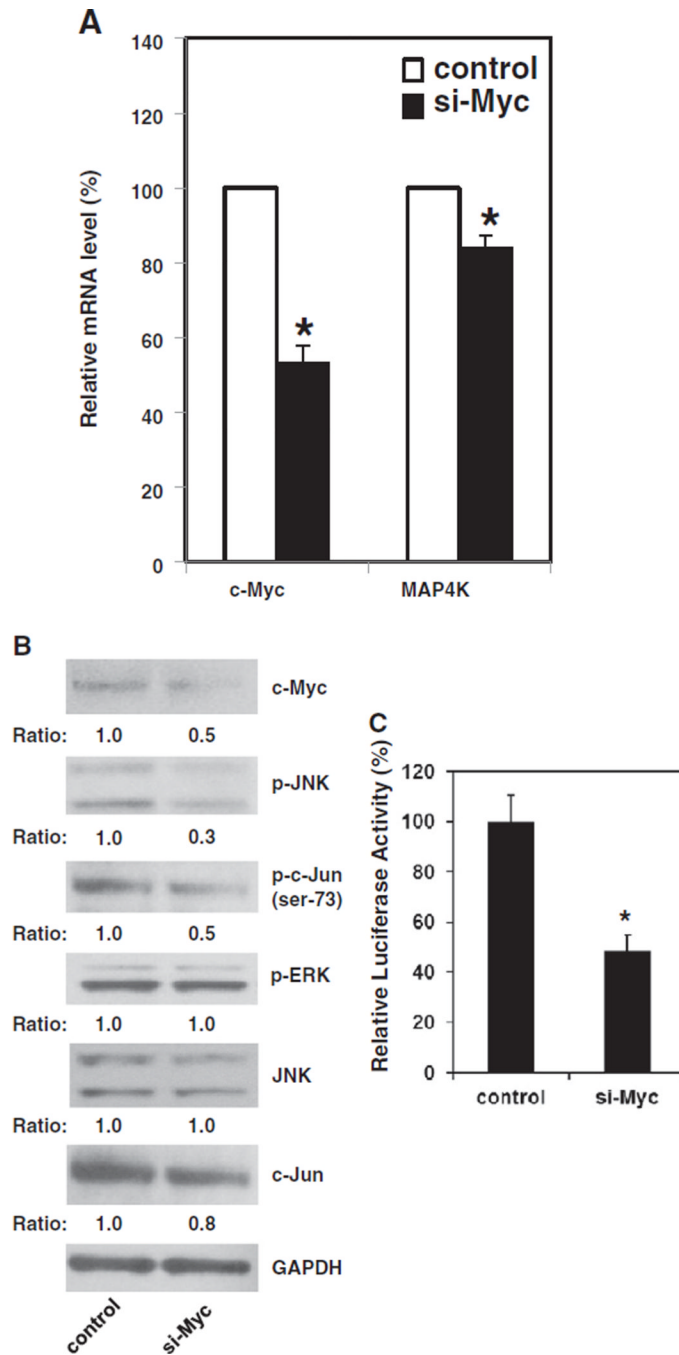 A
140
120
100
80
60
40
20
0
Relative mRNA level (%)
control
si-Myc
*
*
c-Myc
MAP4K
B
c-Myc
Ratio: 1.0 0.5
p-JNK
Ratio: 1.0 0.3
p-c-Jun
(ser-73)
Ratio: 1.0 0.5
p-ERK
Ratio: 1.0 1.0
JNK
Ratio: 1.0 1.0
c-Jun
Ratio: 1.0 0.8
GAPDH
control
si-Myc
C
Relative Luciferase Activity (%)
120
100
80
60
40
20
0
*
control
si-Myc